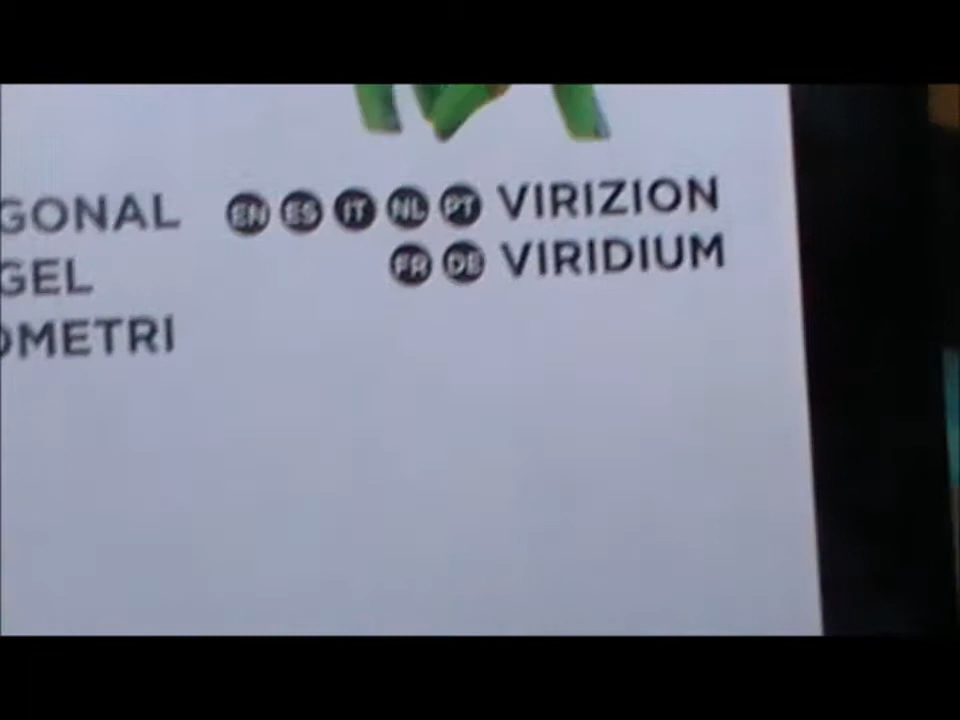 GONAL
GEL
OMETRI
EN ES IT NL PT VIRIZION
FR DE VIRIDIUM